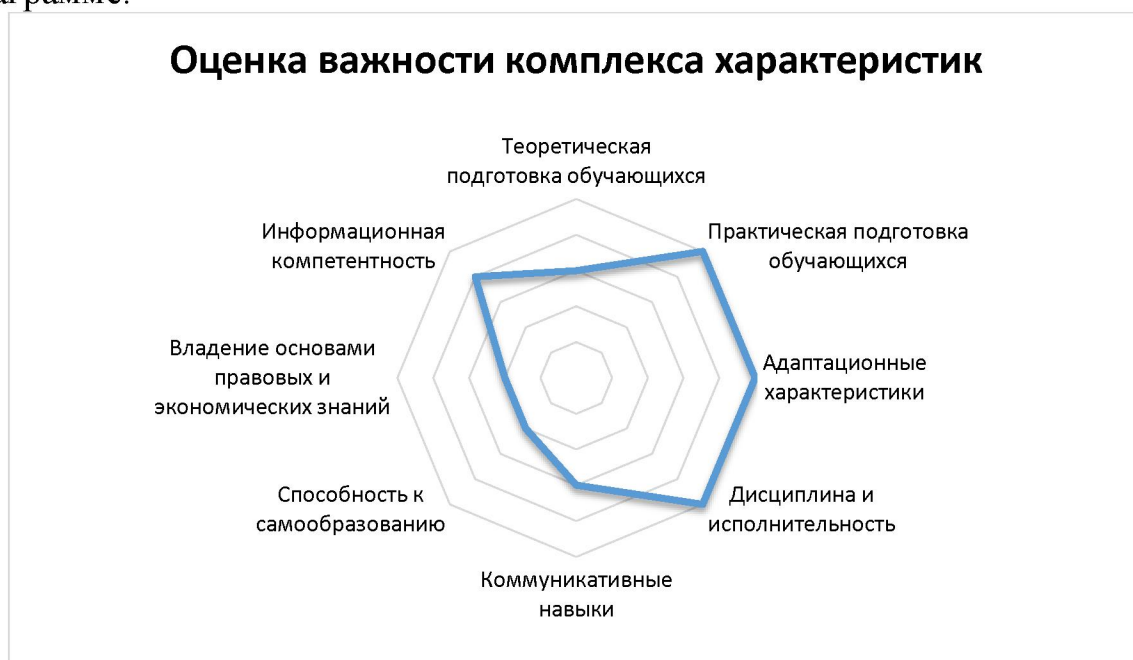 Оценка важности комплекса характеристик
Теоретическая
подготовка обучающихся
Практическая подготовка
обучающихся
Адаптационные
характеристики
Дисциплина и
исполнительность
Коммуникативные
навыки
Способность к
самообразованию
Владение основами
правовых и
экономических знаний
Информационная
компетентность